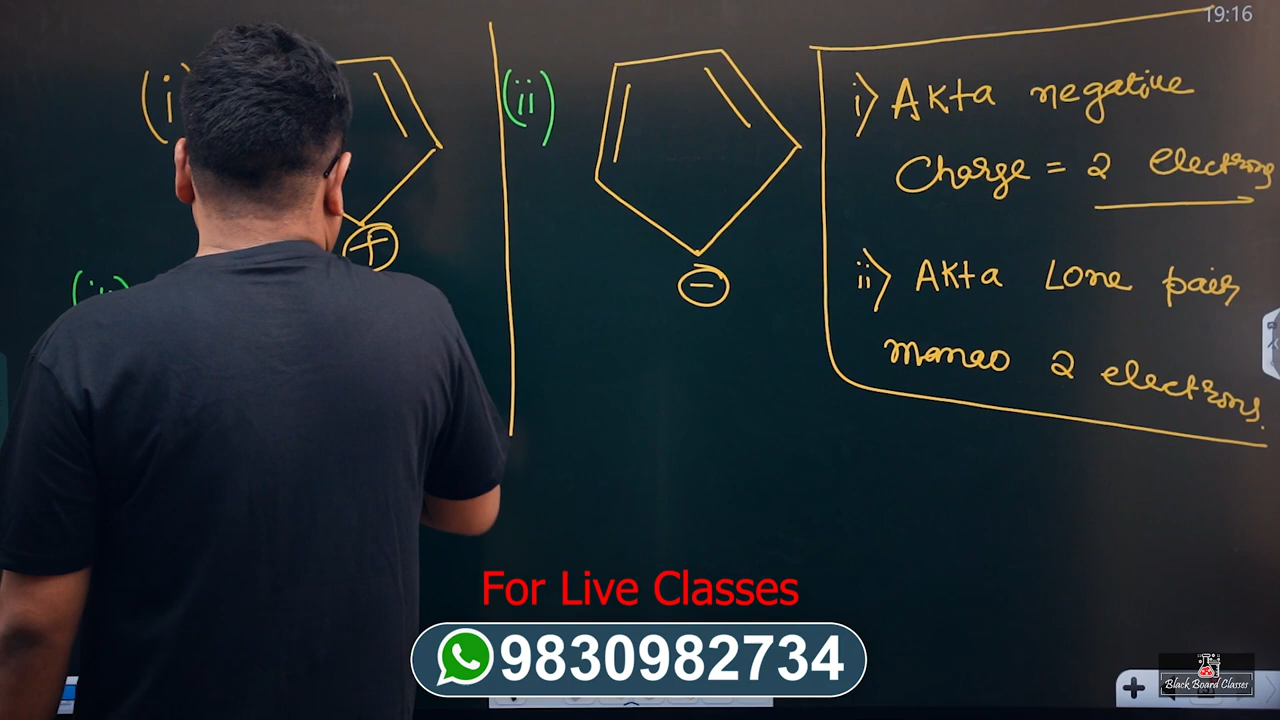 19:16
(i)
(ii)
i) Akta negative
Charge = 2 electrons
ii) Akta Lone pair
maneo 2 electrons.
+
−
For Live Classes
9830982734
Black Board Classes